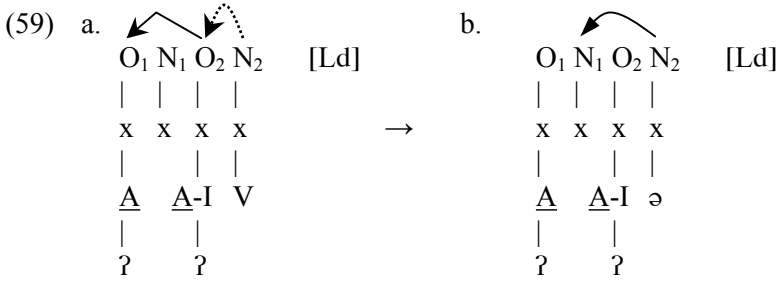 (59) a. b.
O₁ N₁ O₂ N₂ [Ld] O₁ N₁ O₂ N₂ [Ld]
| | | | | | | |
x x x x → x x x x
| | | | | |
A A-I V A A-I ə
| | | |
ʔ ʔ ʔ ʔ